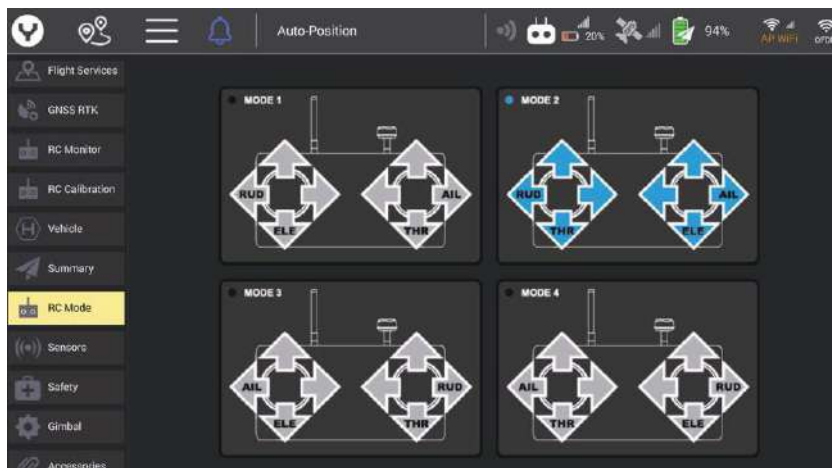 Auto-Position
20%
94%
AP WiFi
Flight Services
GNSS RTK
RC Monitor
RC Calibration
Vehicle
Summary
RC Mode
Sensors
Safety
Gimbal
Accessories
MODE 1
RUD
AIL
ELE
THR
MODE 2
RUD
AIL
THR
ELE
MODE 3
AIL
RUD
ELE
THR
MODE 4
AIL
RUD
THR
ELE